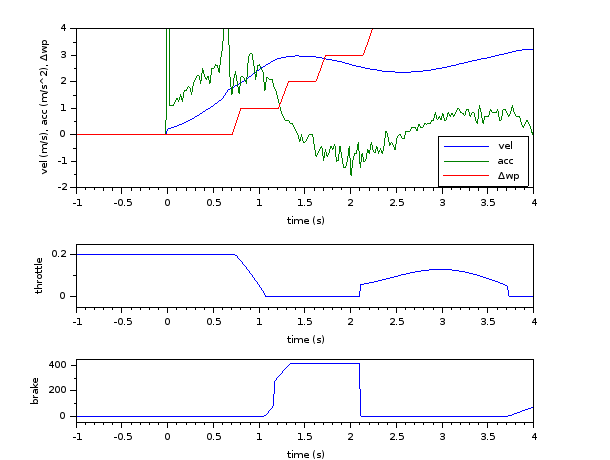 4
3
2
1
0
-1
-2
vel (m/s), acc (m/s^2), Δwp
vel
acc
Δwp
-1 -0.5 0 0.5 1 1.5 2 2.5 3 3.5 4
time (s)
0.2
0
throttle
-1 -0.5 0 0.5 1 1.5 2 2.5 3 3.5 4
time (s)
400
200
0
brake
-1 -0.5 0 0.5 1 1.5 2 2.5 3 3.5 4
time (s)